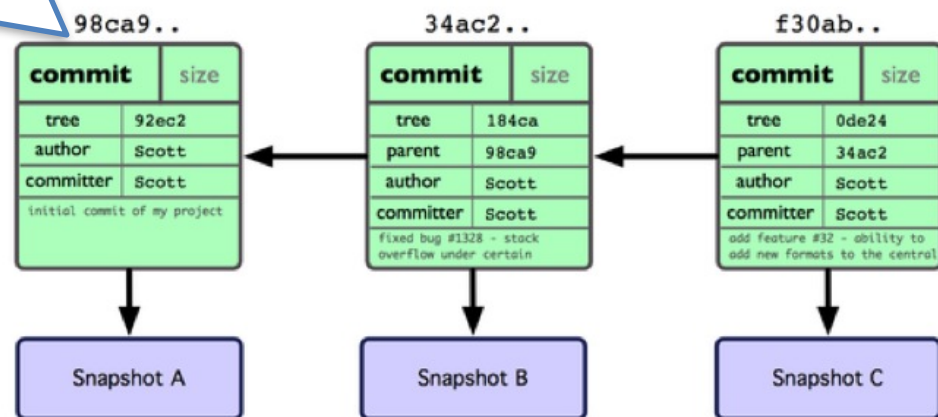 98ca9..
commit size
tree 92ec2
author Scott
committer Scott
initial commit of my project
Snapshot A
34ac2..
commit size
tree 184ca
parent 98ca9
author Scott
committer Scott
fixed bug #1328 - stack
overflow under certain
Snapshot B
f30ab..
commit size
tree 0de24
parent 34ac2
author Scott
committer Scott
add feature #32 - ability to
add new formats to the central
Snapshot C